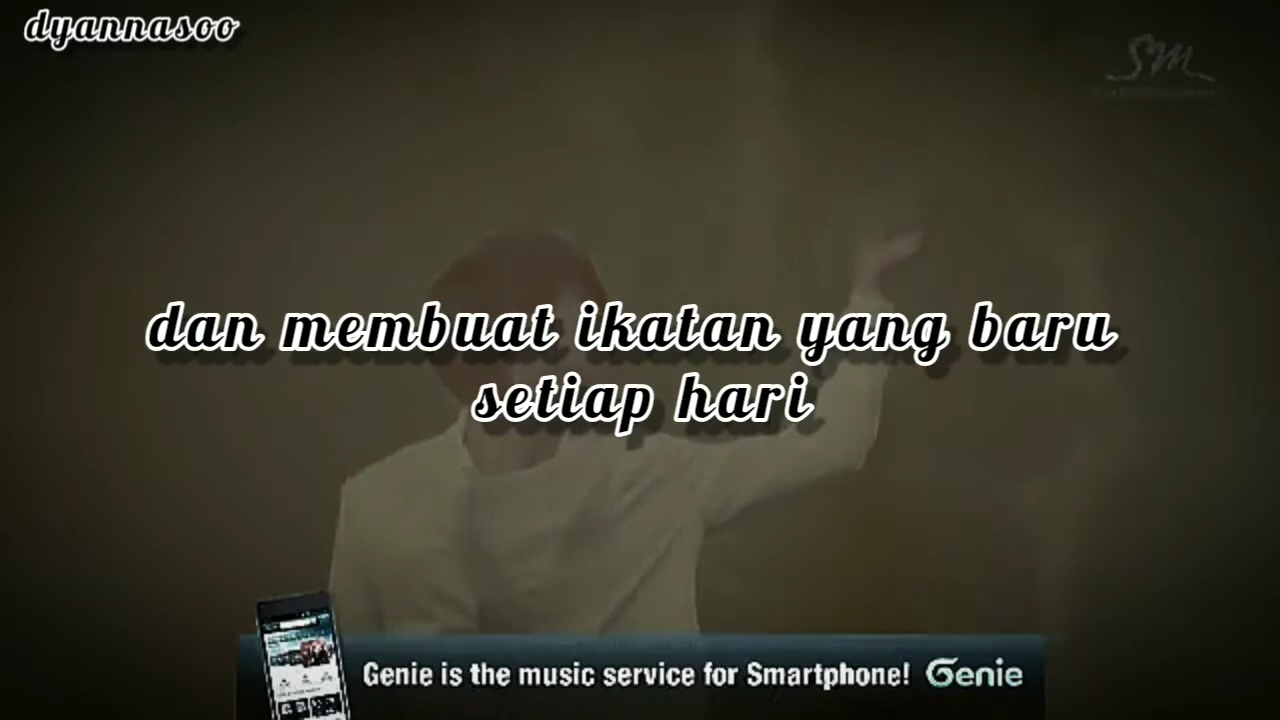 dyannasoo
SM
dan membuat ikatan yang baru
setiap hari
Genie is the music service for Smartphone! Genie